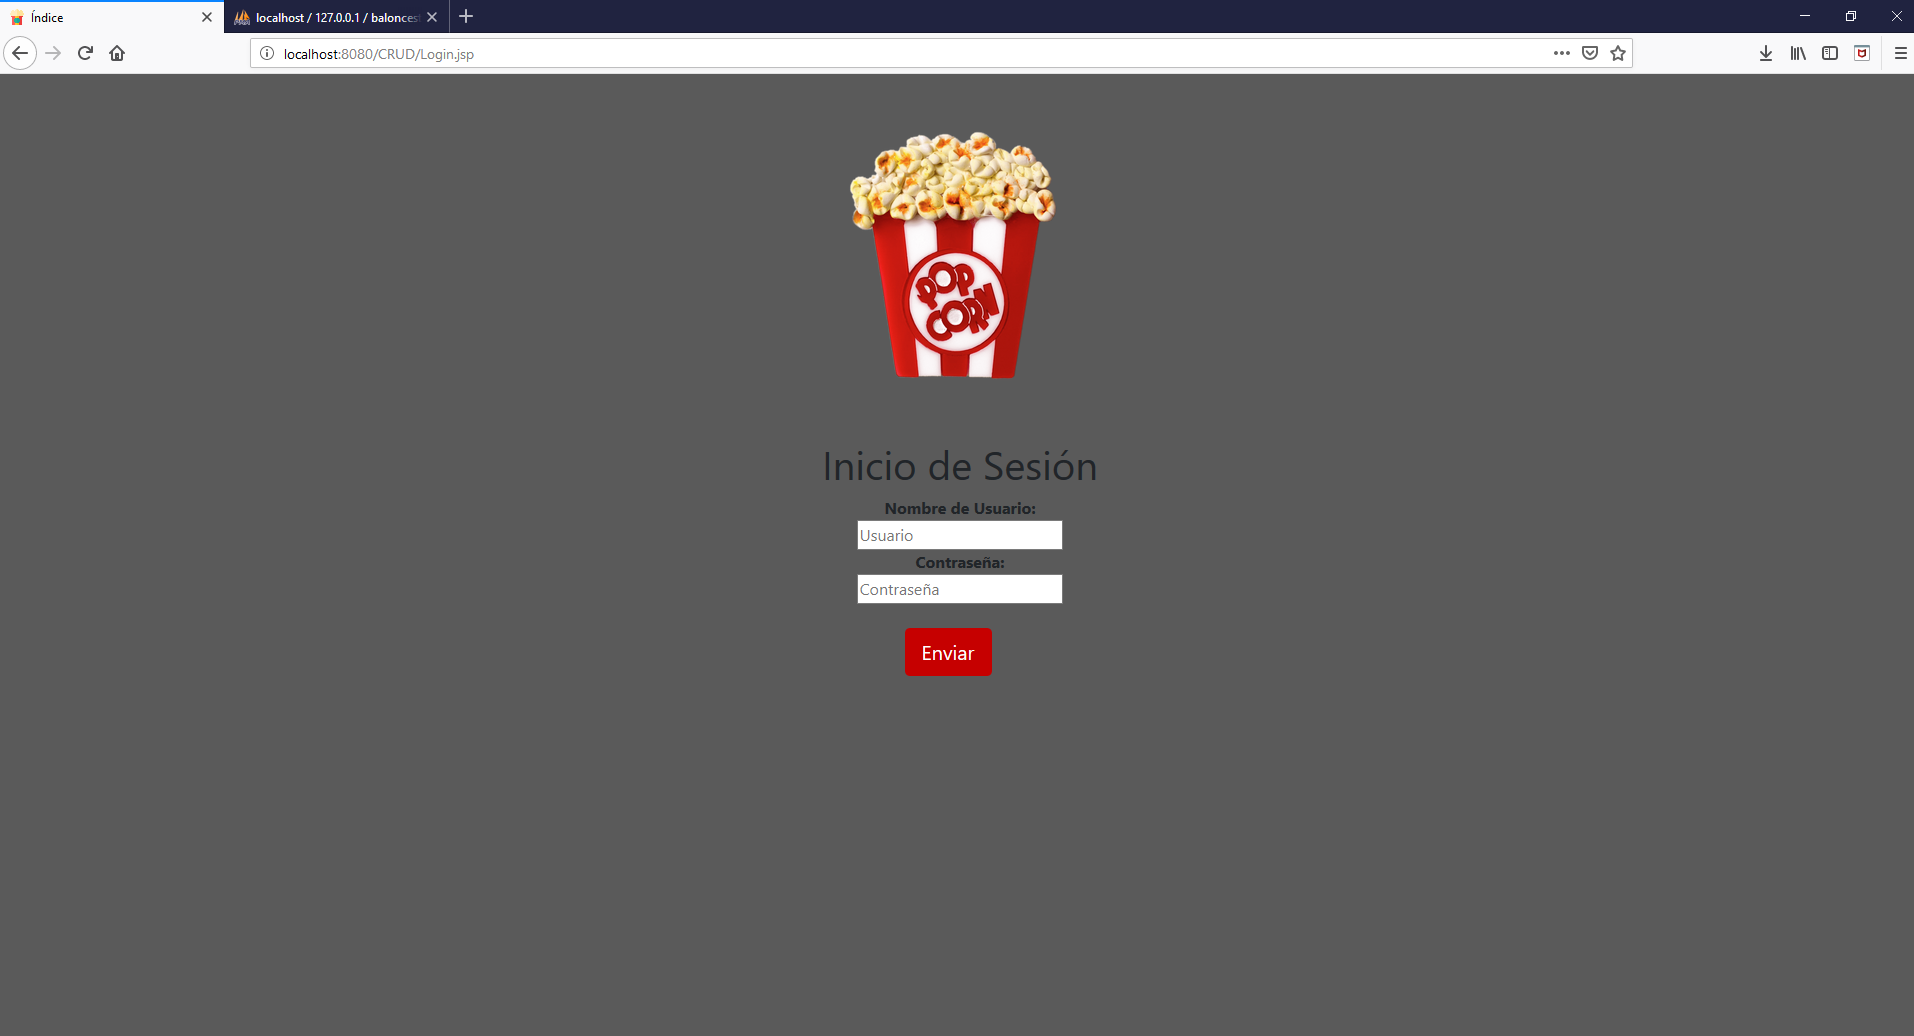 Índice
localhost / 127.0.0.1 / baloncest
localhost:8080/CRUD/Login.jsp
POP
CORN
Inicio de Sesión
Nombre de Usuario:
Usuario
Contraseña:
Contraseña
Enviar